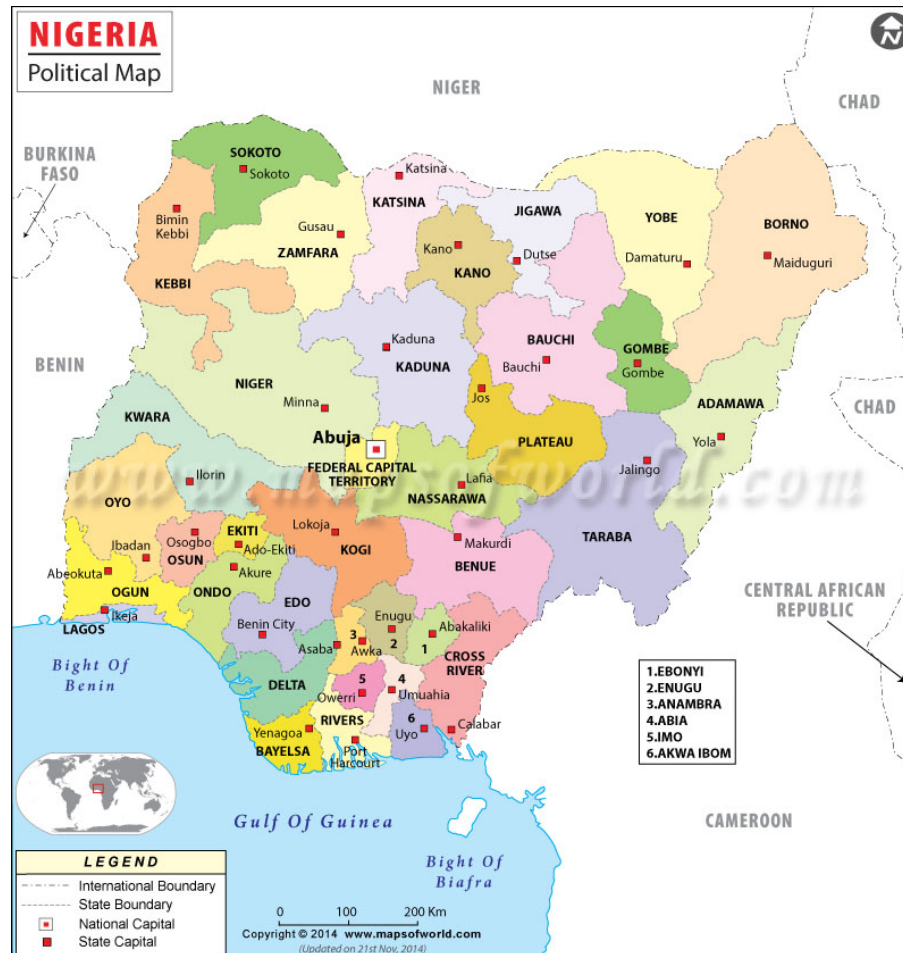 NIGERIA
Political Map
N
NIGER
CHAD
BURKINA
FASO
SOKOTO
Sokoto
Katsina
KATSINA
Bimin
Kebbi
Gusau
ZAMFARA
JIGAWA
Kano
KANO
Dutse
YOBE
Damaturu
BORNO
Maiduguri
KEBBI
BENIN
Kaduna
KADUNA
BAUCHI
Bauchi
GOMBE
Gombe
NIGER
Minna
Jos
ADAMAWA
Yola
CHAD
KWARA
Abuja
FEDERAL CAPITAL
TERRITORY
PLATEAU
Jalingo
www.mapsofworld.com
Ilorin
Lafia
NASSARAWA
OYO
Ibadan
Osogbo
OSUN
EKITI
Ado-Ekiti
Lokoja
KOGI
Makurdi
BENUE
TARABA
Abeokuta
OGUN
Akure
ONDO
EDO
Benin City
Ikeja
LAGOS
Enugu
2
Abakaliki
1
3
Awka
Asaba
CROSS
RIVER
CENTRAL AFRICAN
REPUBLIC
Bight Of
Benin
DELTA
5
Owerri
4
Umuahia
RIVERS
6
Uyo
Calabar
Yenagoa
BAYELSA
Port
Harcourt
1.EBONYI
2.ENUGU
3.ANAMBRA
4.ABIA
5.IMO
6.AKWA IBOM
Gulf Of Guinea
CAMEROON
Bight Of
Biafra
LEGEND
International Boundary
State Boundary
National Capital
State Capital
0 100 200 Km
Copyright © 2014 www.mapsofworld.com
(Updated on 21st Nov, 2014)